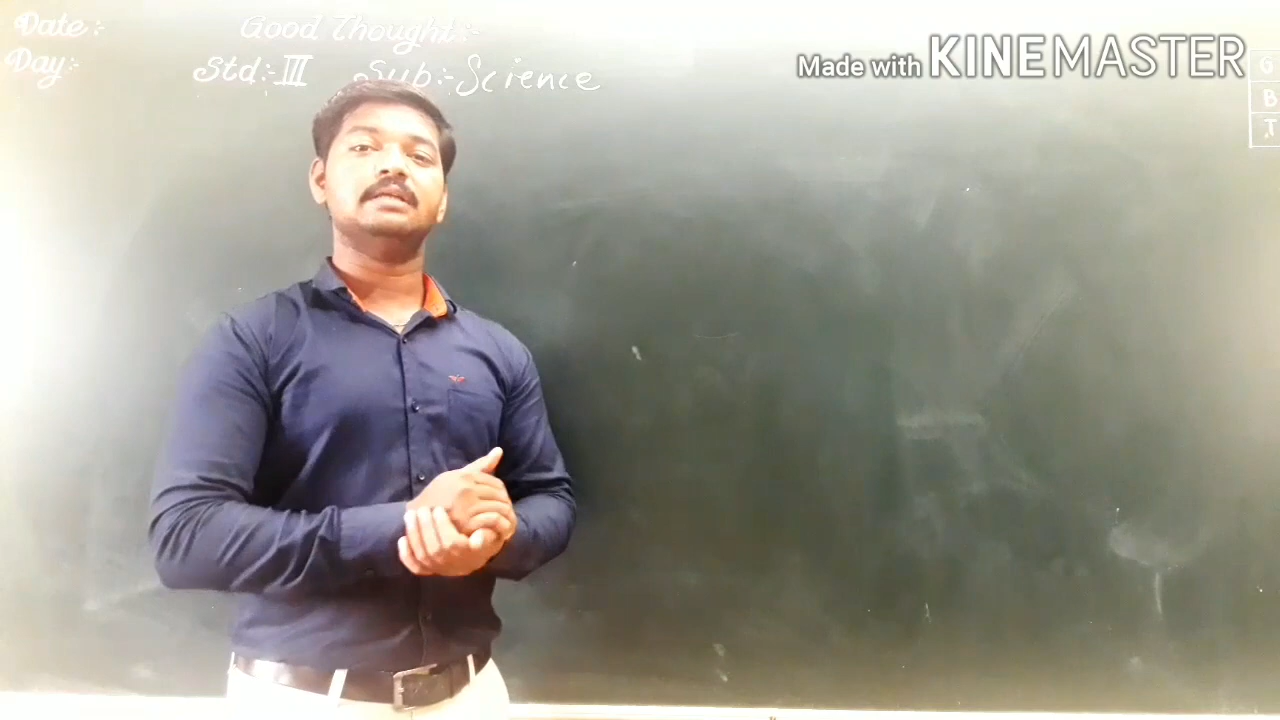 Date:-
Good Thought:-
Made with KINEMASTER
Day:-
Std:- III Sub:- Science
G
B
T